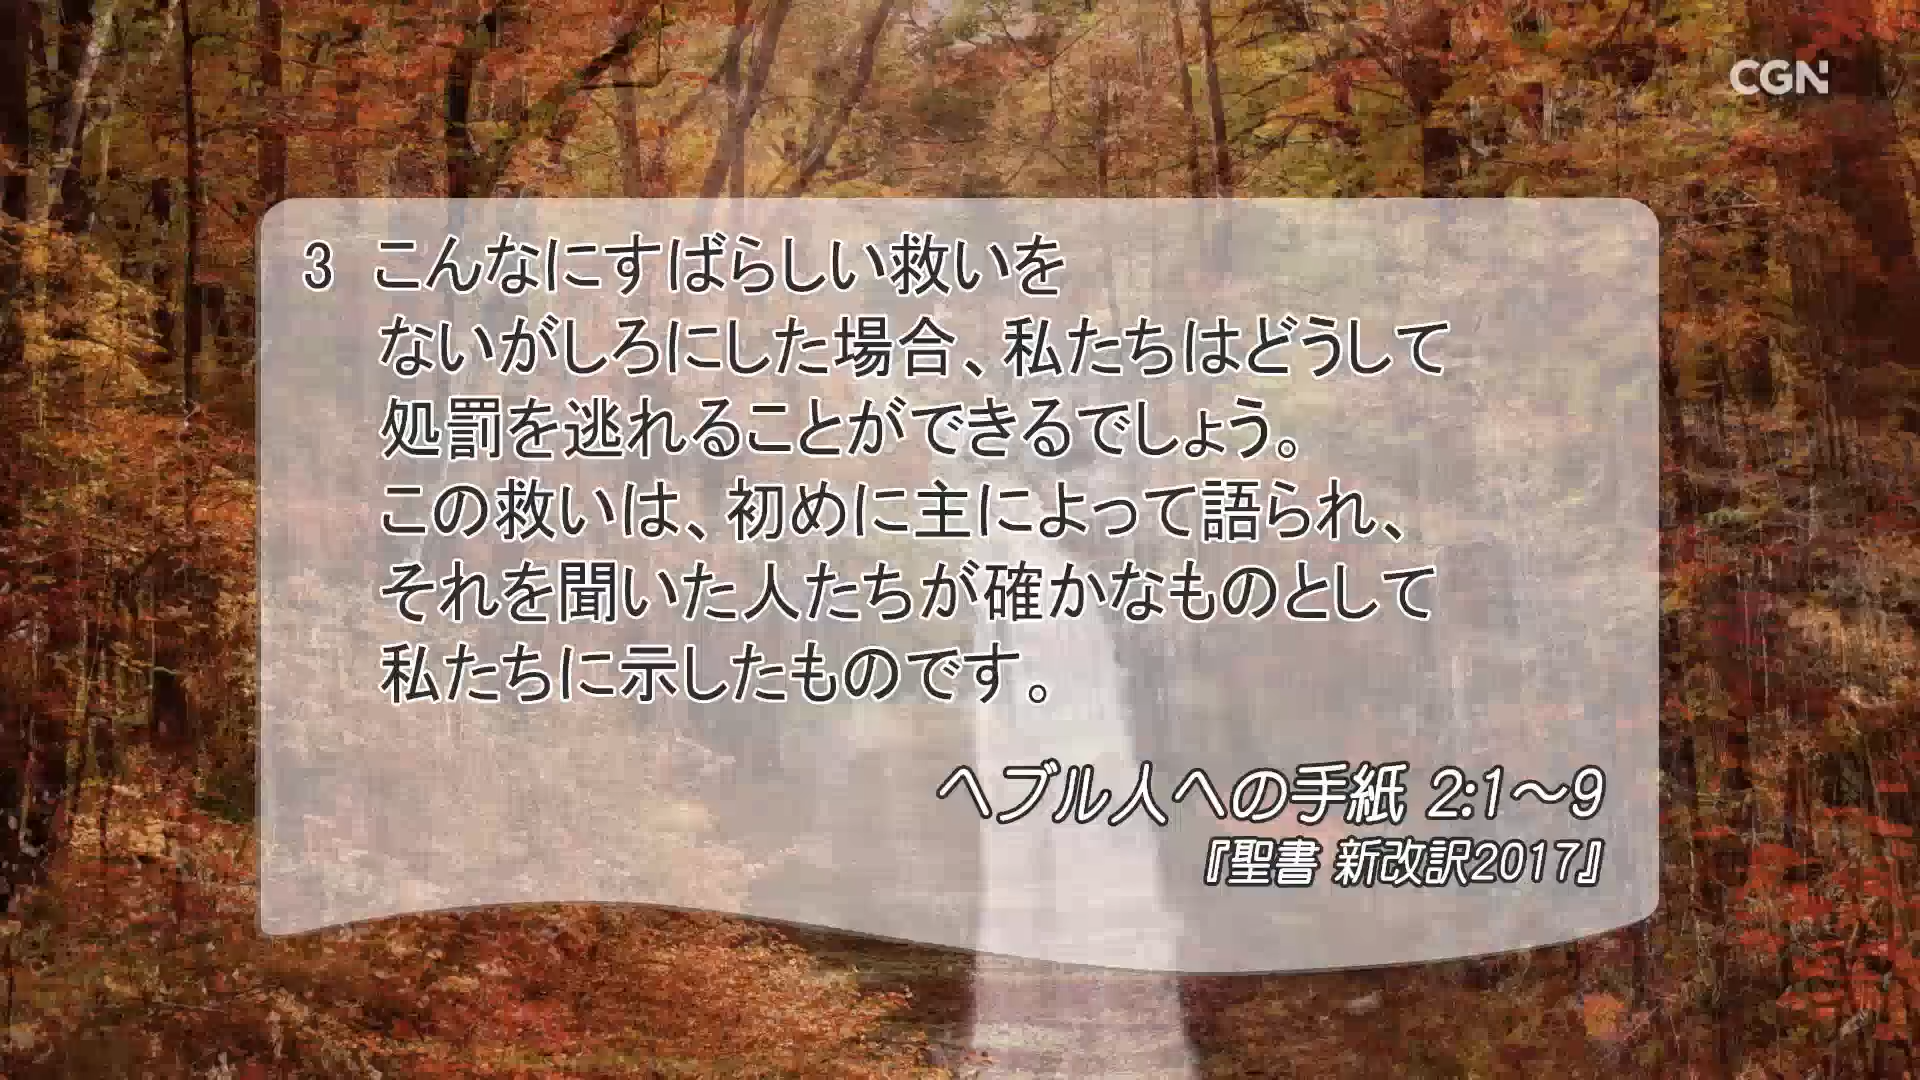 CGN
3 こんなにすばらしい救いを
ないがしろにした場合、私たちはどうして
処罰を逃れることができるでしょう。
この救いは、初めに主によって語られ、
それを聞いた人たちが確かなものとして
私たちに示したものです。
ヘブル人への手紙 2:1～9
『聖書 新改訳2017』